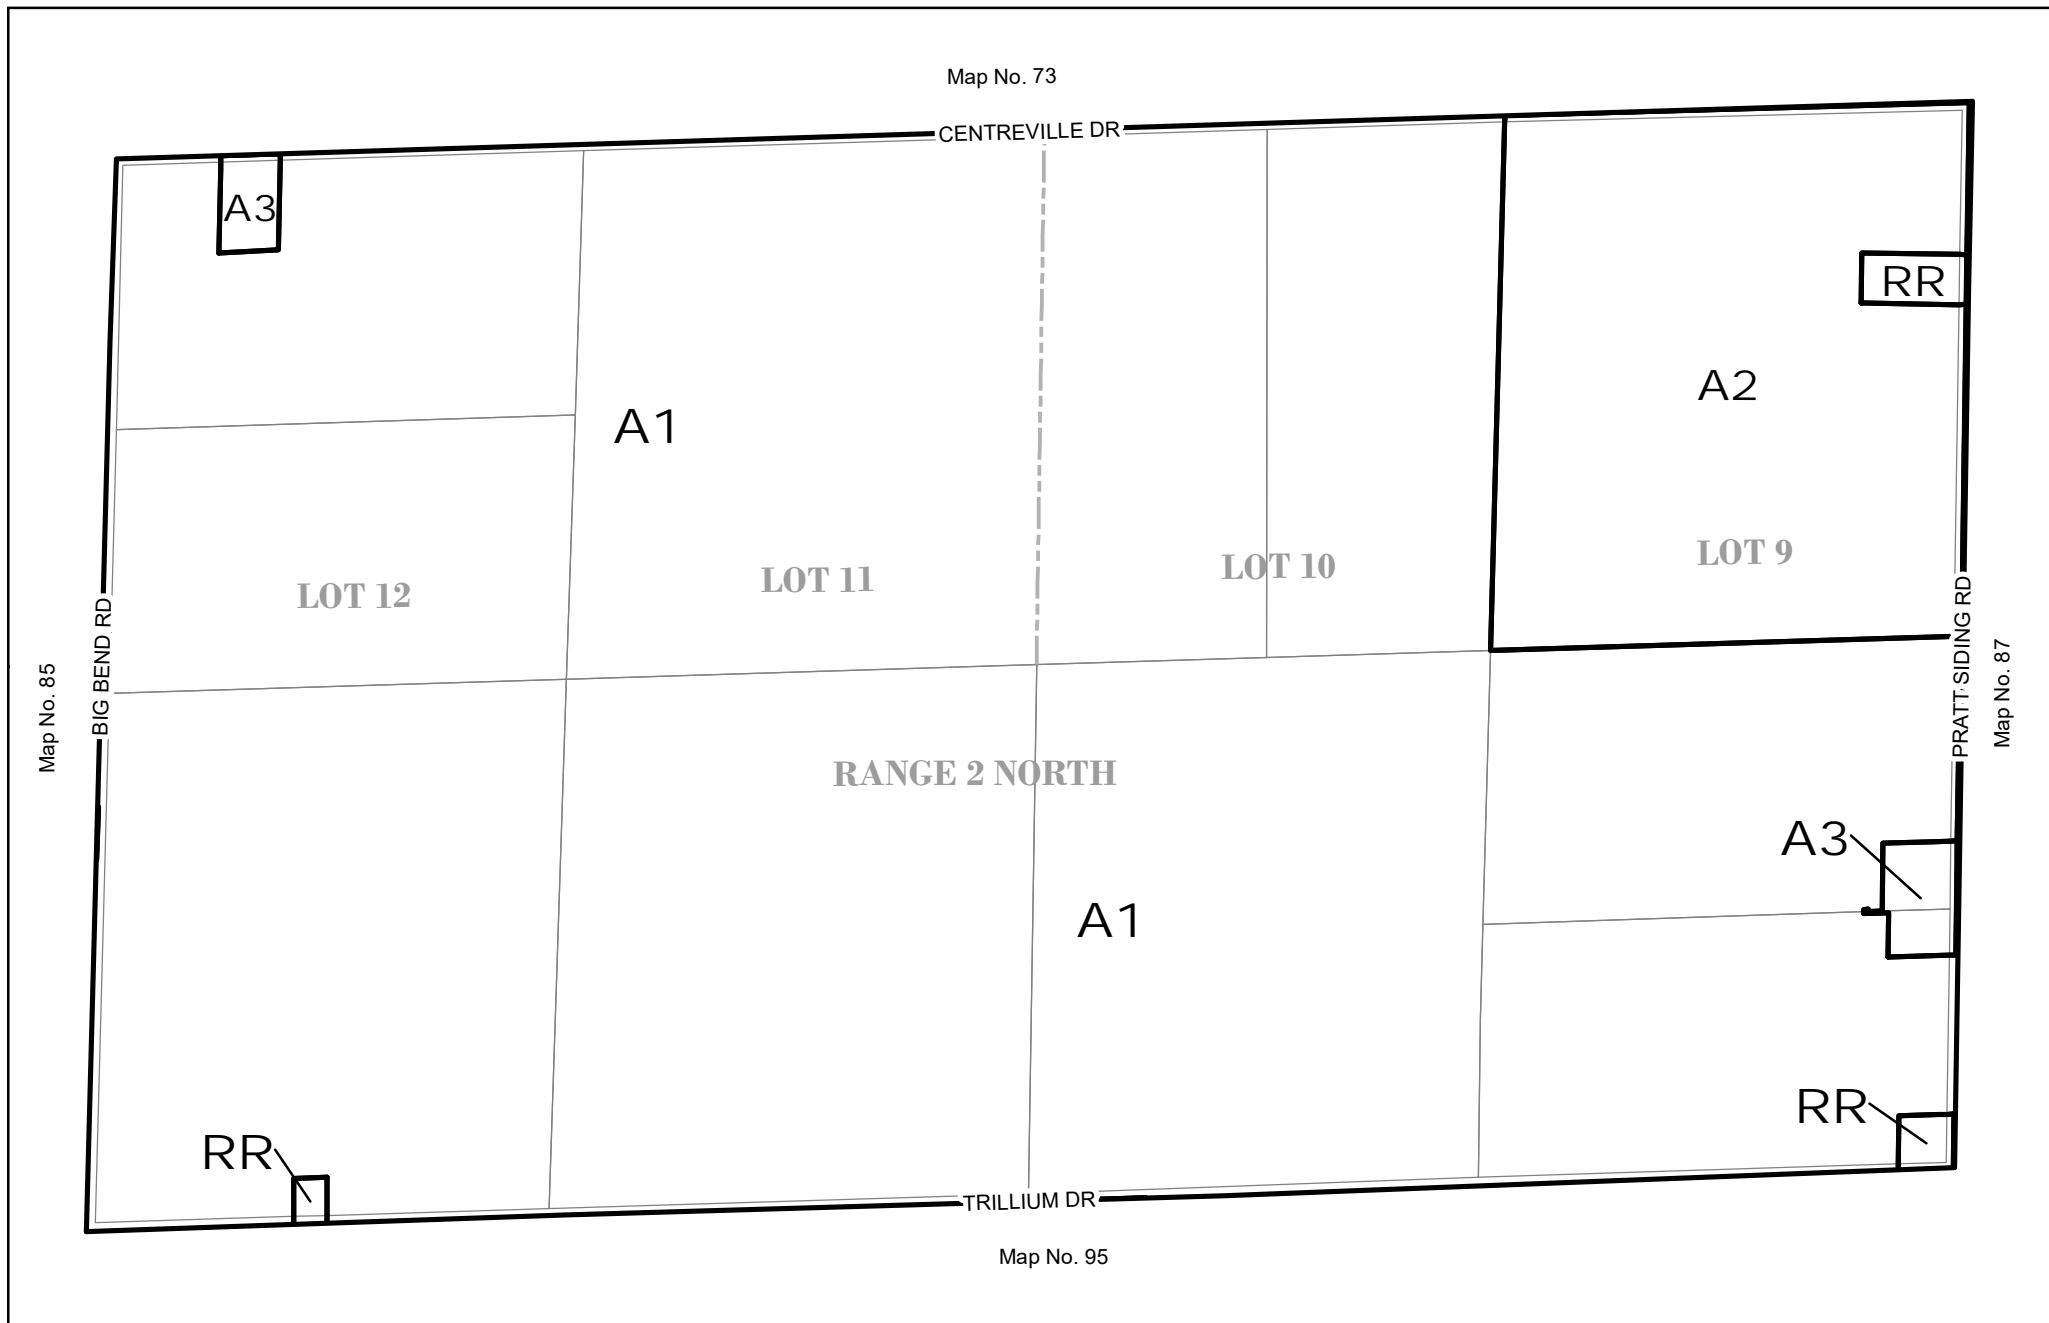 Map No. 73
CENTREVILLE DR
A3
RR
A2
A1
LOT 9
LOT 10
LOT 11
LOT 12
BIG BEND RD
PRATT SIDING RD
Map No. 85
Map No. 87
RANGE 2 NORTH
A3
A1
RR
RR
TRILLIUM DR
Map No. 95